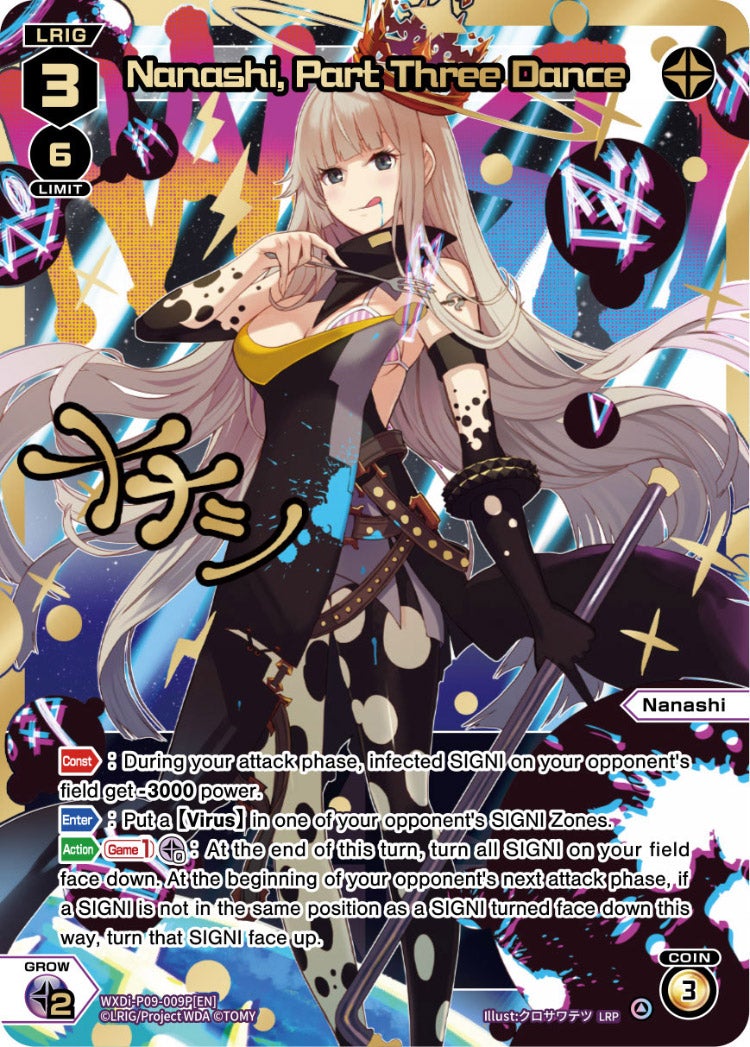 LRIG
3
Nanashi, Part Three Dance
6
LIMIT
ナナシ
Nanashi
Const : During your attack phase, infected SIGNI on your opponent's
field get -3000 power.
Enter : Put a 【Virus】 in one of your opponent's SIGNI Zones.
Action Game 1 0 : At the end of this turn, turn all SIGNI on your field
face down. At the beginning of your opponent's next attack phase, if
a SIGNI is not in the same position as a SIGNI turned face down this
way, turn that SIGNI face up.
GROW
2
COIN
3
WXDi-P09-009P[EN]
©LRIG/Project WDA ©TOMY
Illust:クロサワテツ LRP